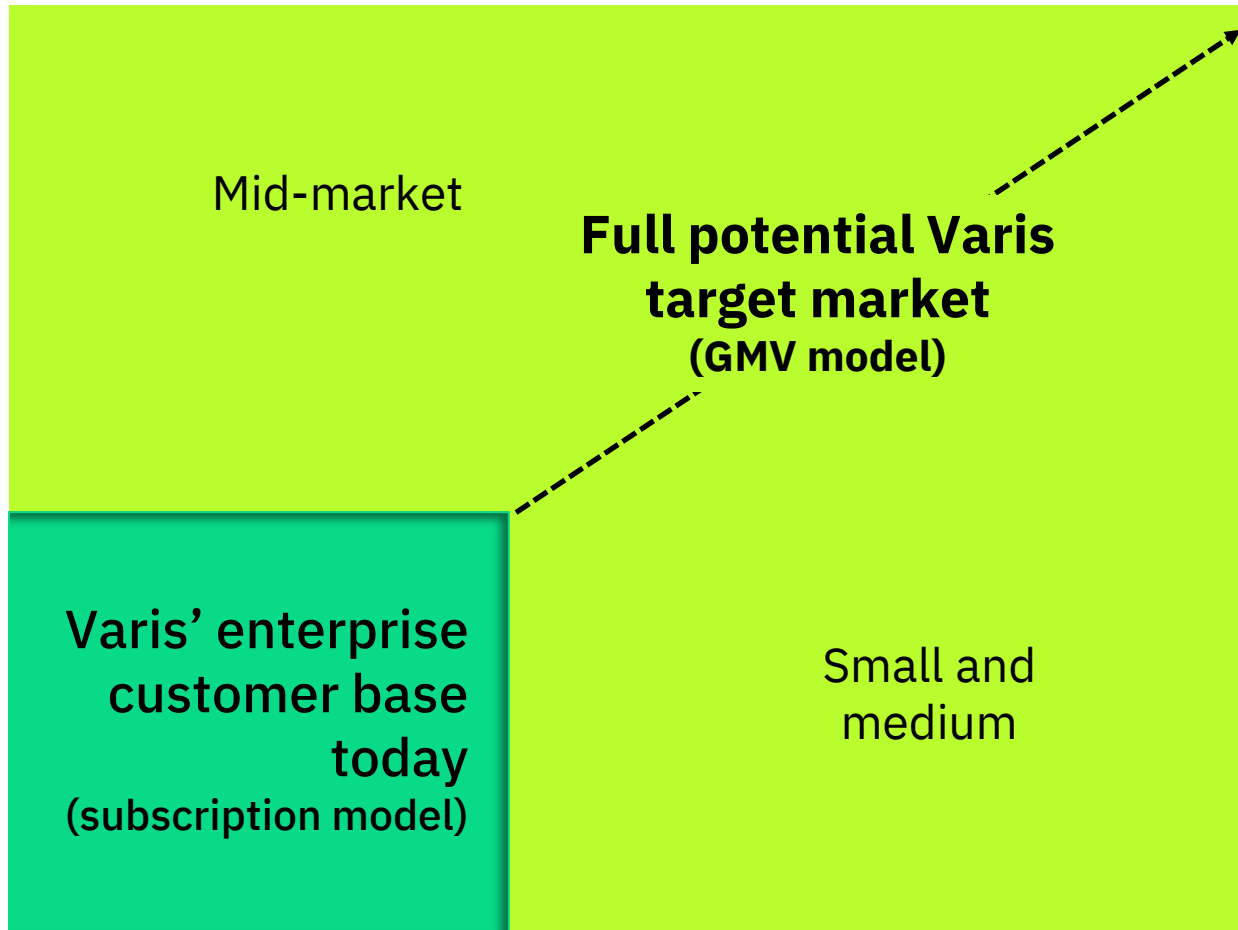 Mid-market
Full potential Varis
target market
(GMV model)
Varis’ enterprise
customer base
today
(subscription model)
Small and
medium